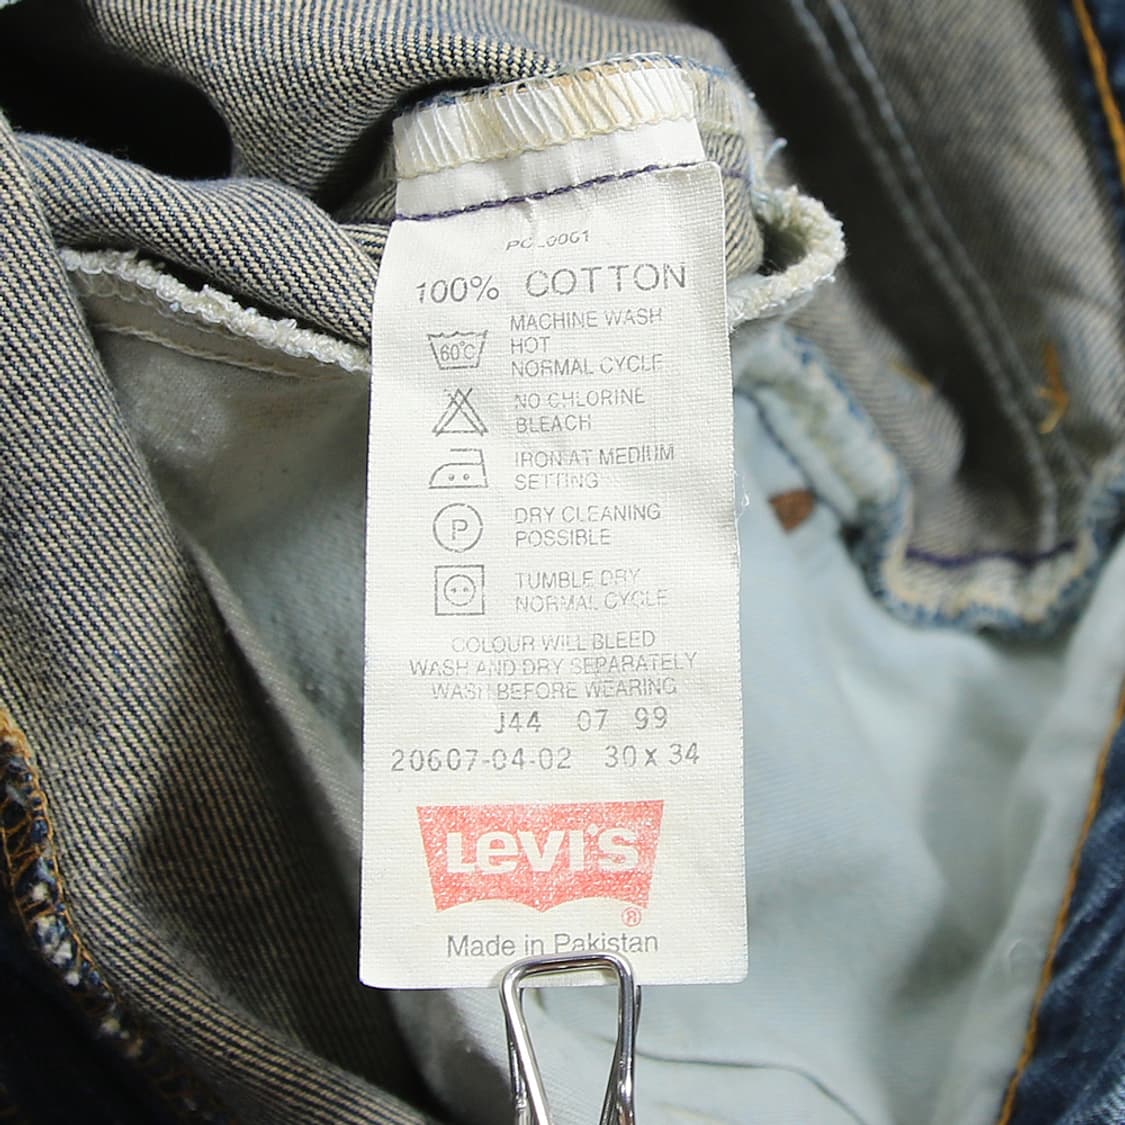 100% COTTON
60°C
MACHINE WASH
HOT
NORMAL CYCLE
NO CHLORINE
BLEACH
IRON AT MEDIUM
SETTING
P
DRY CLEANING
POSSIBLE
TUMBLE DRY
NORMAL CYCLE
COLOUR WILL BLEED
WASH AND DRY SEPARATELY
WASH BEFORE WEARING
J44 07 99
20607-04-02 30 x 34
Levi's
®
Made in Pakistan